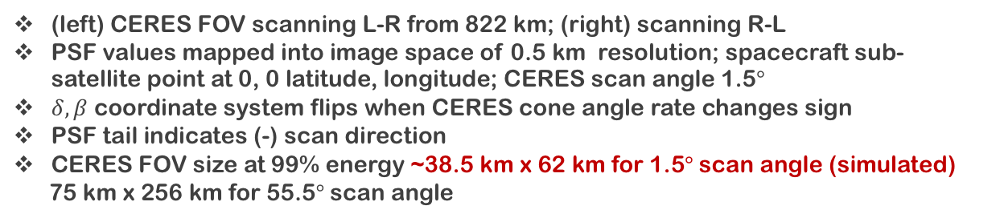 ❖ (left) CERES FOV scanning L-R from 822 km; (right) scanning R-L
❖ PSF values mapped into image space of 0.5 km resolution; spacecraft sub-
satellite point at 0, 0 latitude, longitude; CERES scan angle 1.5°
❖ 𝛿, 𝛽 coordinate system flips when CERES cone angle rate changes sign
❖ PSF tail indicates (-) scan direction
❖ CERES FOV size at 99% energy ~38.5 km x 62 km for 1.5° scan angle (simulated)
75 km x 256 km for 55.5° scan angle